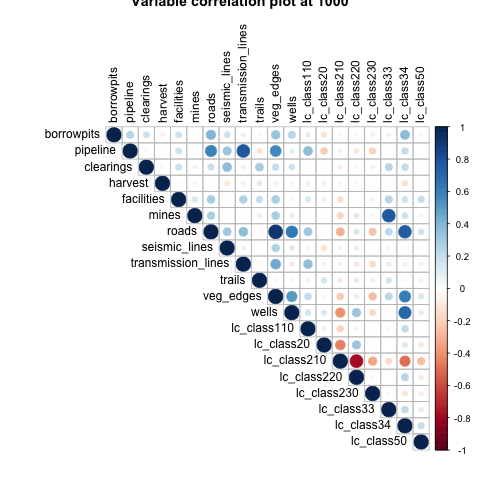 Variable correlation plot at 1000
borrowpits
pipeline
clearings
harvest
facilities
mines
roads
seismic_lines
transmission_lines
trails
veg_edges
wells
lc_class110
lc_class20
lc_class210
lc_class220
lc_class230
lc_class33
lc_class34
lc_class50
borrowpits
pipeline
clearings
harvest
facilities
mines
roads
seismic_lines
transmission_lines
trails
veg_edges
wells
lc_class110
lc_class20
lc_class210
lc_class220
lc_class230
lc_class33
lc_class34
lc_class50
1
0.8
0.6
0.4
0.2
0
-0.2
-0.4
-0.6
-0.8
-1